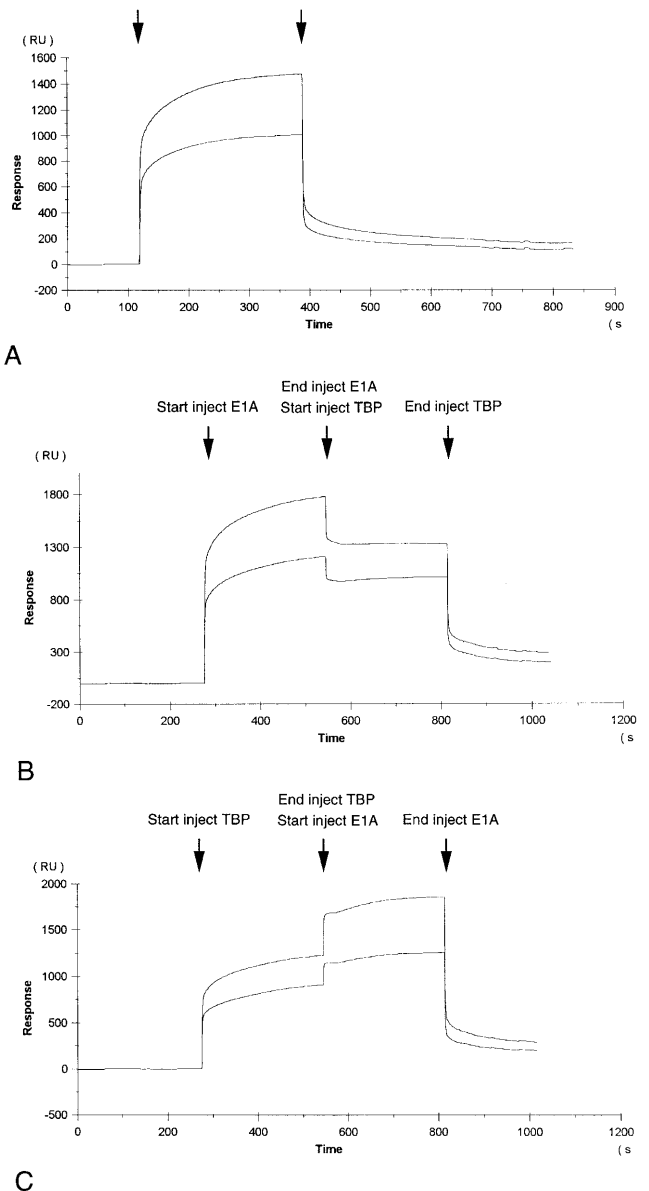 ( RU )
1600
1400
1200
1000
800
600
400
200
0
-200
Response
0 100 200 300 400 500 600 700 800 900
Time
( s
A
End inject E1A
Start inject E1A Start inject TBP End inject TBP
( RU )
1800
1300
800
300
-200
Response
0 200 400 600 800 1000 1200
Time
( s
B
End inject TBP
Start inject TBP Start inject E1A End inject E1A
( RU )
2000
1500
1000
500
0
-500
Response
0 200 400 600 800 1000 1200
Time
( s
C